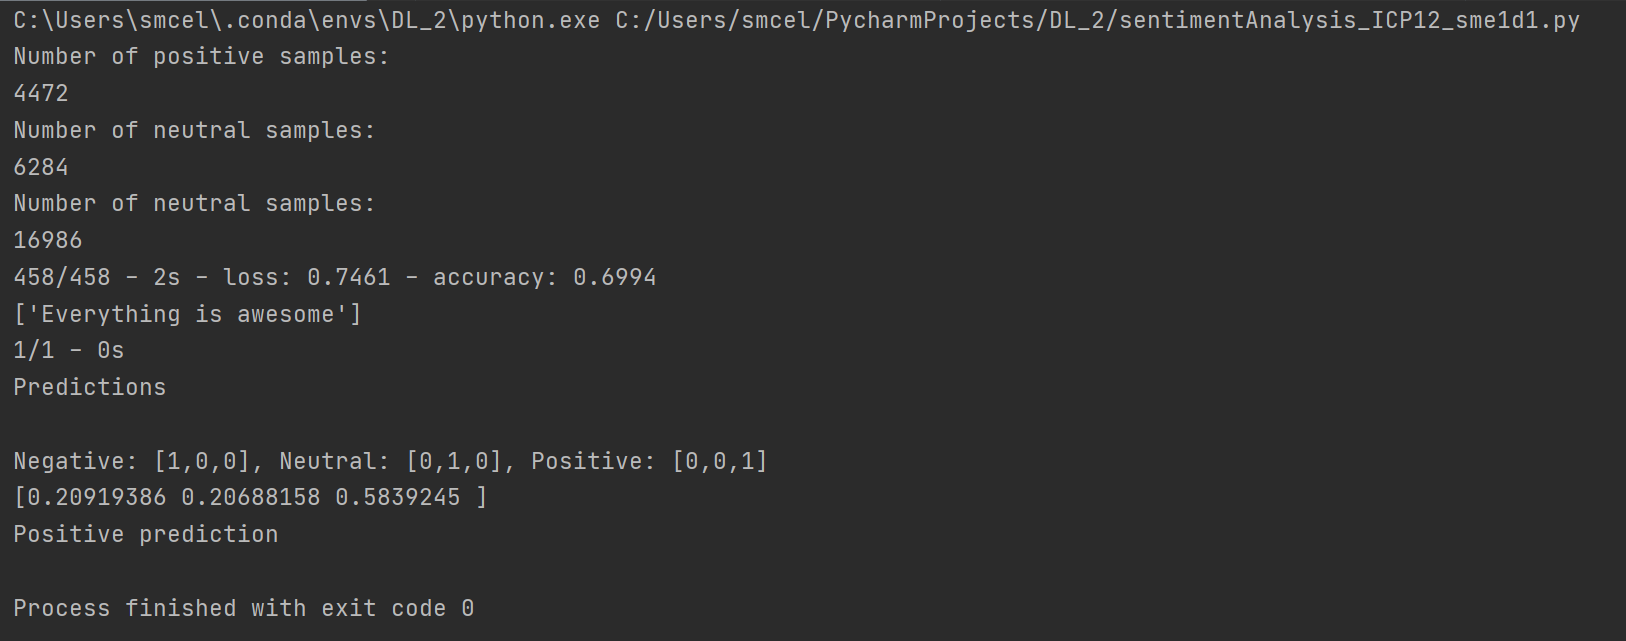 C:\Users\smcel\.conda\envs\DL_2\python.exe C:/Users/smcel/PycharmProjects/DL_2/sentimentAnalysis_ICP12_sme1d1.py
Number of positive samples:
4472
Number of neutral samples:
6284
Number of neutral samples:
16986
458/458 - 2s - loss: 0.7461 - accuracy: 0.6994
['Everything is awesome']
1/1 - 0s
Predictions
Negative: [1,0,0], Neutral: [0,1,0], Positive: [0,0,1]
[0.20919386 0.20688158 0.5839245 ]
Positive prediction
Process finished with exit code 0